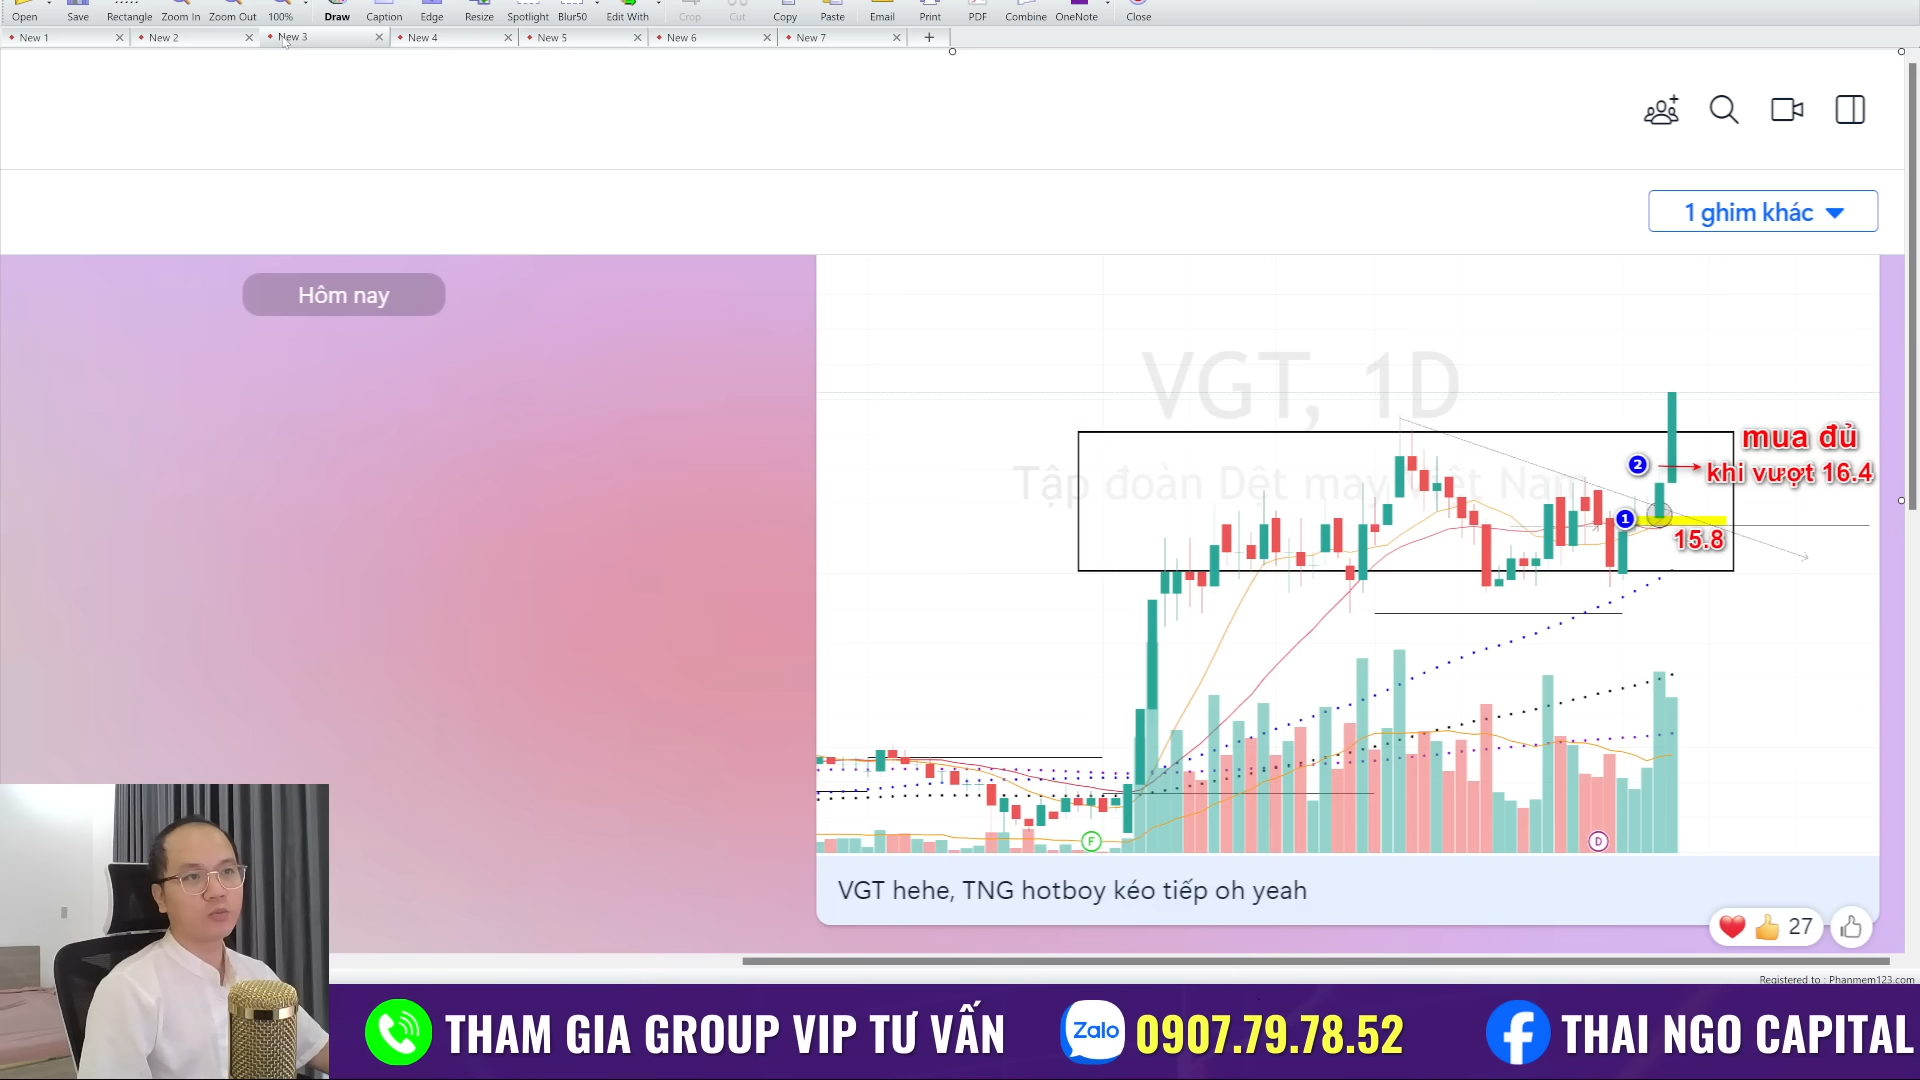 Open Save Rectangle Zoom In Zoom Out 100% Draw Caption Edge Resize Spotlight Blur50 Edit With Crop Cut Copy Paste Email Print PDF Combine OneNote Close
New 1 New 2 New 3 New 4 New 5 New 6 New 7
1 ghim khác
Hôm nay
VGT, 1D
Tập đoàn Dệt may Việt Nam
mua đủ
2
khi vượt 16.4
1
15.8
F
D
VGT hehe, TNG hotboy kéo tiếp oh yeah
27
Registered to : Phanmem123.com
THAM GIA GROUP VIP TƯ VẤN
Zalo
0907.79.78.52
THAI NGO CAPITAL